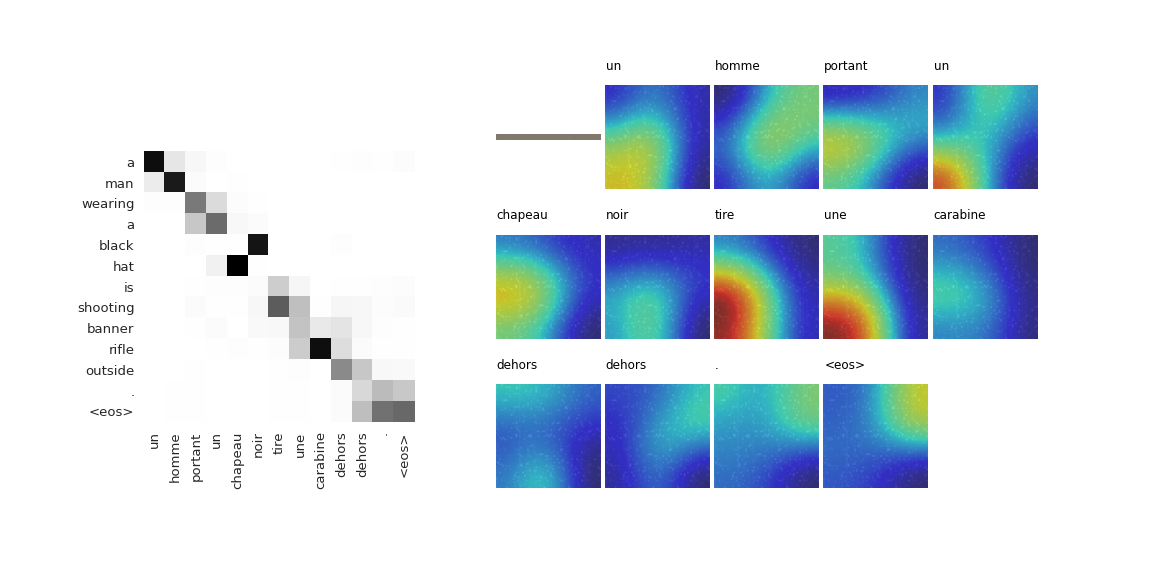 a
man
wearing
a
black
hat
is
shooting
banner
rifle
outside
.
<eos>
un
homme
portant
un
chapeau
noir
tire
une
carabine
dehors
dehors
.
<eos>
un homme portant un
chapeau noir tire une carabine
dehors dehors . <eos>